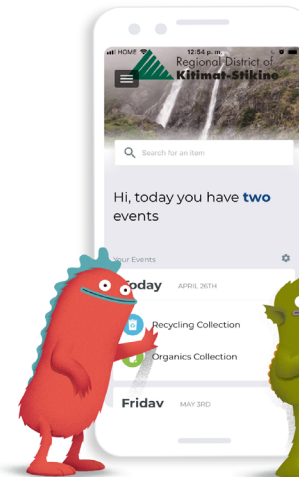 HOME 12:54 p. m.
Regional District of
Kitimat-Stikine
Search for an item
Hi, today you have two
events
Your Events
Today APRIL 26TH
Recycling Collection
Organics Collection
Friday MAY 3RD